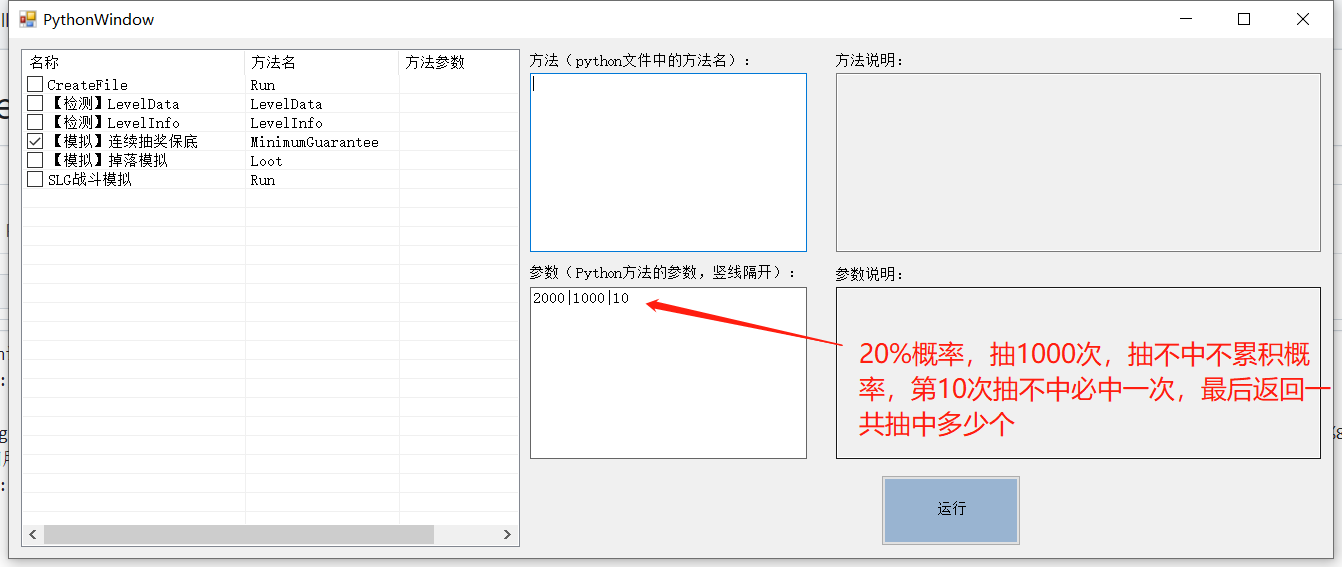 PythonWindow
名称 方法名 方法参数
CreateFile Run
【检测】LevelData LevelData
【检测】LevelInfo LevelInfo
【模拟】连续抽奖保底 MinimumGuarantee
【模拟】掉落模拟 Loot
SLG战斗模拟 Run
方法（python文件中的方法名）：
方法说明：
参数（Python方法的参数，竖线隔开）：
2000|1000|10
参数说明：
20%概率，抽1000次，抽不中不累积概
率，第10次抽不中必中一次，最后返回一
共抽中多少个
运行